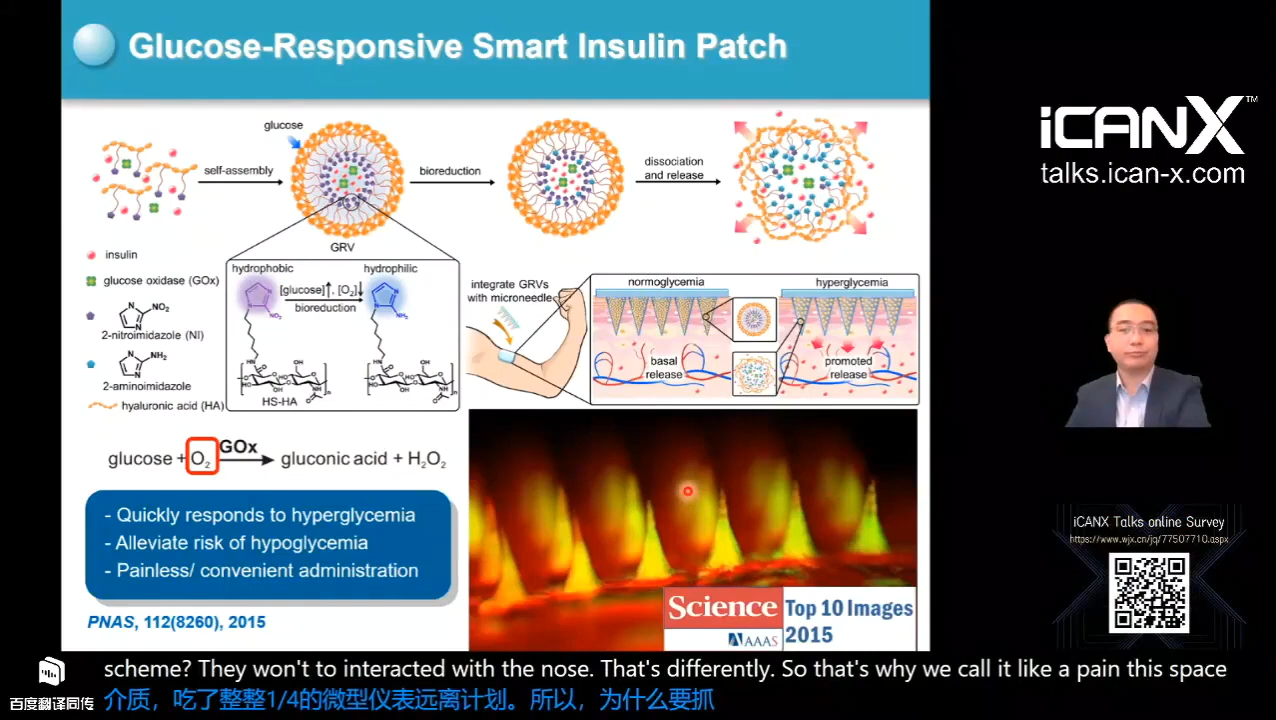 Glucose-Responsive Smart Insulin Patch
glucose
self-assembly
bioreduction
dissociation
and release
GRV
insulin
glucose oxidase (GOx)
NO₂
2-nitroimidazole (NI)
NH₂
2-aminoimidazole
hyaluronic acid (HA)
hydrophobic
hydrophilic
[glucose]↑, [O₂]↓
bioreduction
HS-HA
integrate GRVs
with microneedle
normoglycemia
hyperglycemia
basal
release
promoted
release
glucose + O₂ GOx gluconic acid + H₂O₂
- Quickly responds to hyperglycemia
- Alleviate risk of hypoglycemia
- Painless/ convenient administration
PNAS, 112(8260), 2015
Science
AAAS
Top 10 Images
2015
iCANX™
talks.ican-x.com
iCANX Talks online Survey
https://www.wjx.cn/jq/77507710.aspx
百度翻译同传
scheme? They won't to interacted with the nose. That's differently. So that's why we call it like a pain this space
介质，吃了整整1/4的微型仪表远离计划。所以，为什么要抓